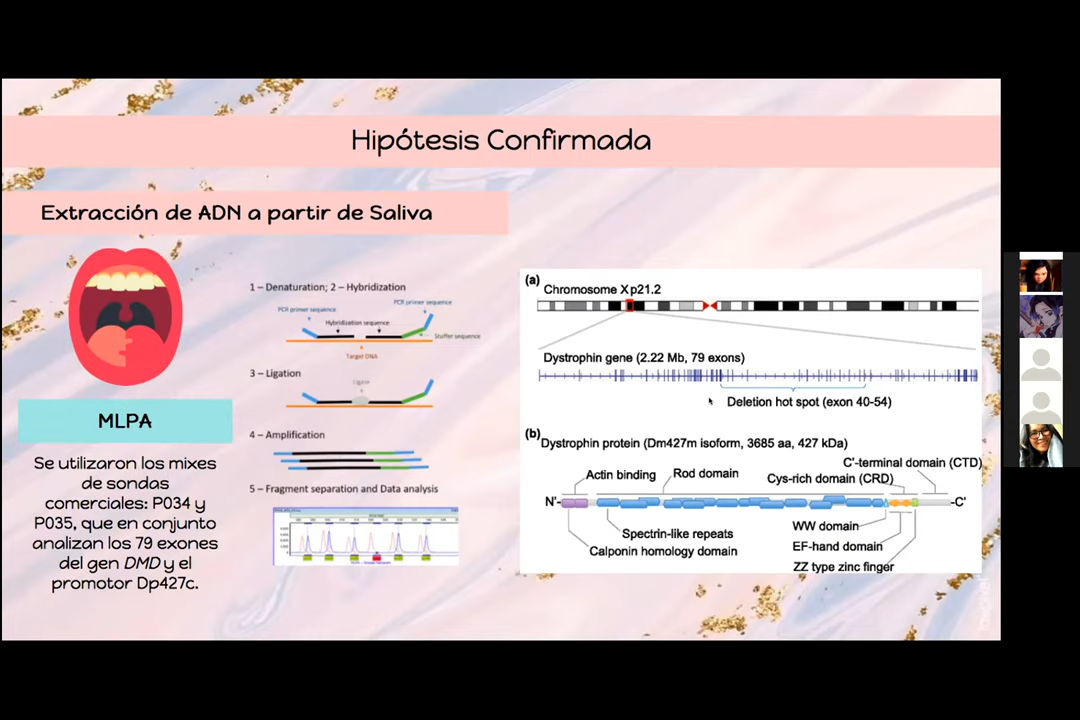 Hipótesis Confirmada
Extracción de ADN a partir de Saliva
MLPA
Se utilizaron los mixes
de sondas
comerciales: P034 y
P035, que en conjunto
analizan los 79 exones
del gen DMD y el
promotor Dp427c.
1 – Denaturation; 2 – Hybridization
PCR primer sequence
PCR primer sequence
Hybridization sequence
Stuffer sequence
Target DNA
3 – Ligation
Ligase
4 – Amplification
5 – Fragment separation and Data analysis
(a)
Chromosome Xp21.2
Dystrophin gene (2.22 Mb, 79 exons)
Deletion hot spot (exon 40-54)
(b)
Dystrophin protein (Dm427m isoform, 3685 aa, 427 kDa)
C'-terminal domain (CTD)
Actin binding
Rod domain
Cys-rich domain (CRD)
N'-
-C'
Spectrin-like repeats
WW domain
Calponin homology domain
EF-hand domain
ZZ type zinc finger